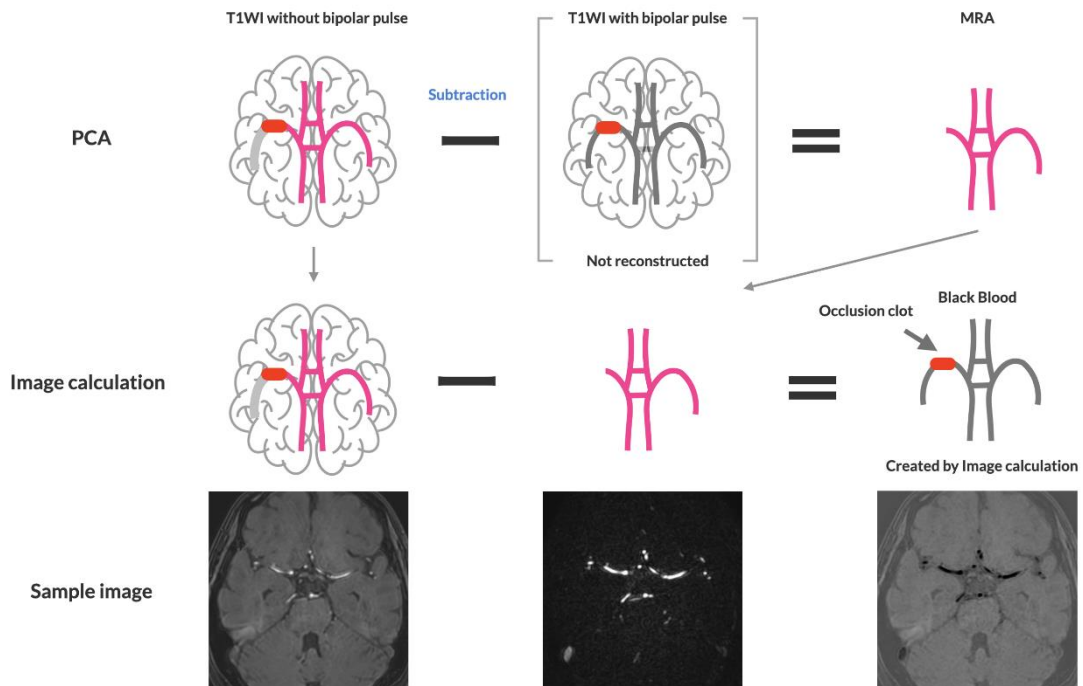 T1WI without bipolar pulse
T1WI with bipolar pulse
MRA
PCA
Subtraction
Not reconstructed
Image calculation
Occlusion clot
Black Blood
Created by Image calculation
Sample image